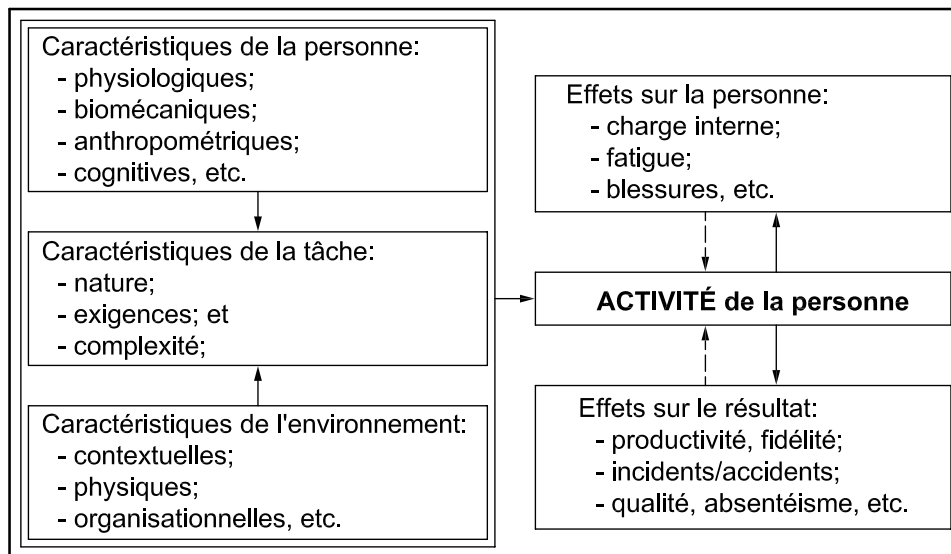 Caractéristiques de la personne:
- physiologiques;
- biomécaniques;
- anthropométriques;
- cognitives, etc.
Caractéristiques de la tâche:
- nature;
- exigences; et
- complexité;
Caractéristiques de l'environnement:
- contextuelles;
- physiques;
- organisationnelles, etc.
Effets sur la personne:
- charge interne;
- fatigue;
- blessures, etc.
ACTIVITÉ de la personne
Effets sur le résultat:
- productivité, fidélité;
- incidents/accidents;
- qualité, absentéisme, etc.